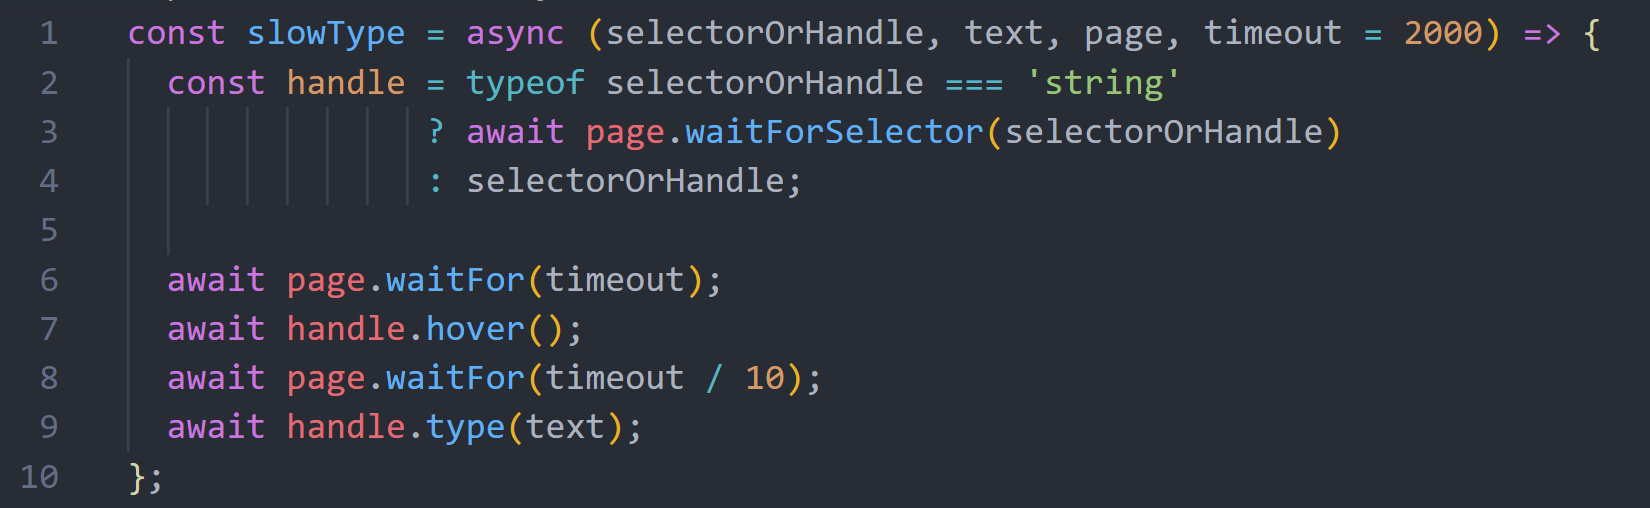 1 const slowType = async (selectorOrHandle, text, page, timeout = 2000) => {
2 const handle = typeof selectorOrHandle === 'string'
3 ? await page.waitForSelector(selectorOrHandle)
4 : selectorOrHandle;
5
6 await page.waitFor(timeout);
7 await handle.hover();
8 await page.waitFor(timeout / 10);
9 await handle.type(text);
10 };